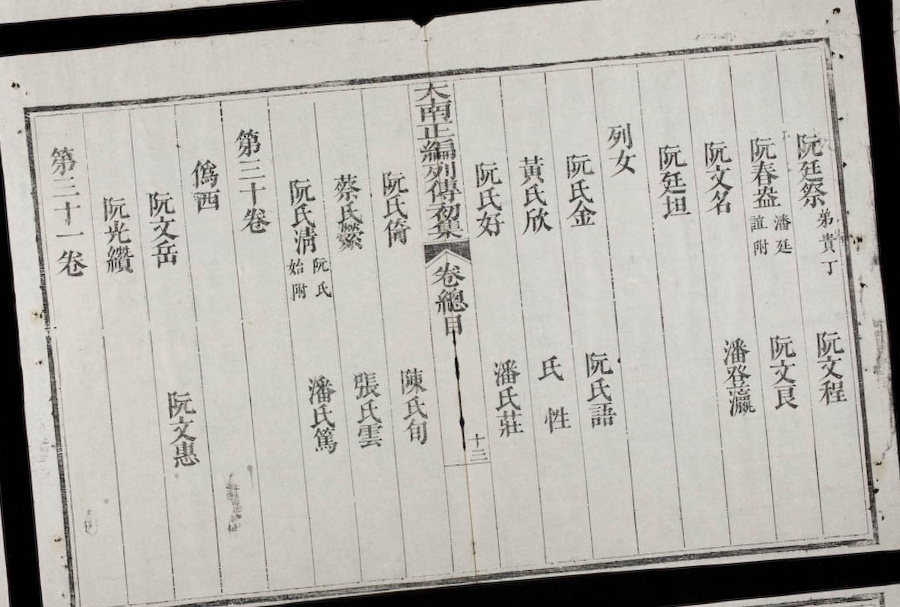 阮廷祭 弟貴丁 阮文程
阮春盎 潘廷誼附 阮文良
阮文名 潘登瀛
阮廷坦
列女
阮氏金 阮氏語
黃氏欣 氏性
阮氏好 潘氏莊
大南正編列傳初集 卷總目 十三
阮氏㛦 陳氏旬
蔡氏縈 張氏雲
阮氏清 阮氏始附 潘氏篤
第三十卷
僞西
阮文岳 阮文惠
阮光纘
第三十一卷